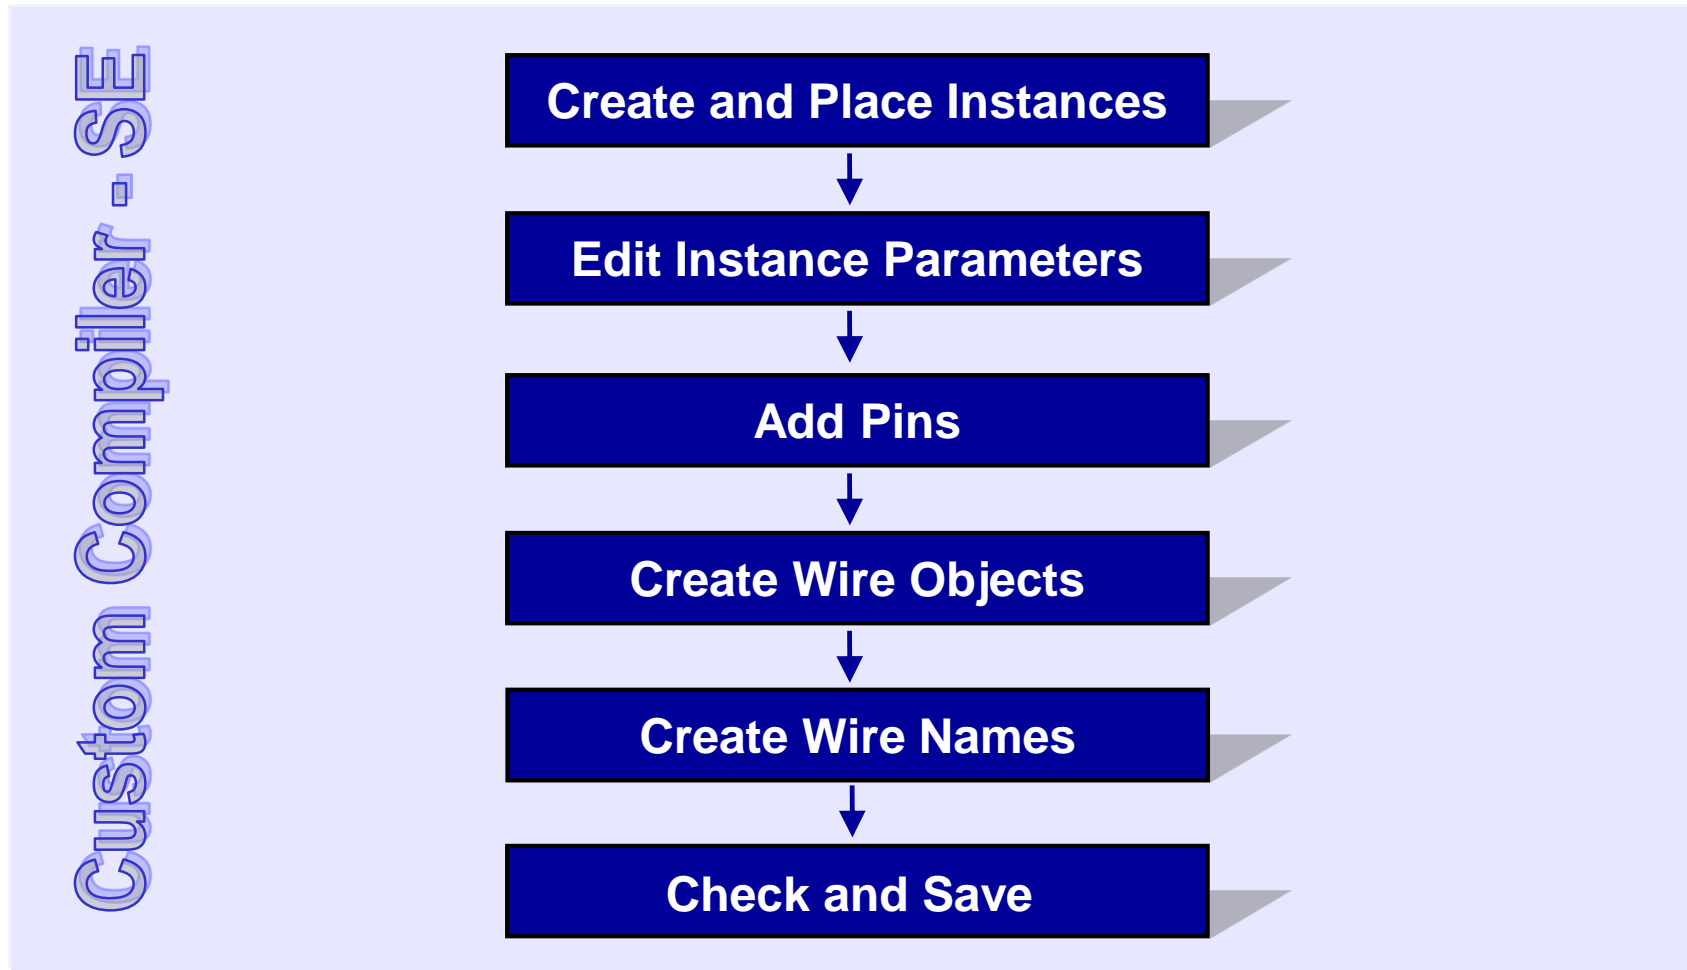 Custom Compiler - SE
Create and Place Instances
Edit Instance Parameters
Add Pins
Create Wire Objects
Create Wire Names
Check and Save